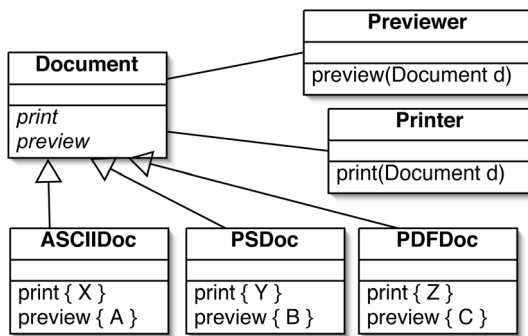 Previewer
preview(Document d)
Document
print
preview
Printer
print(Document d)
ASCIIDoc
print { X }
preview { A }
PSDoc
print { Y }
preview { B }
PDFDoc
print { Z }
preview { C }